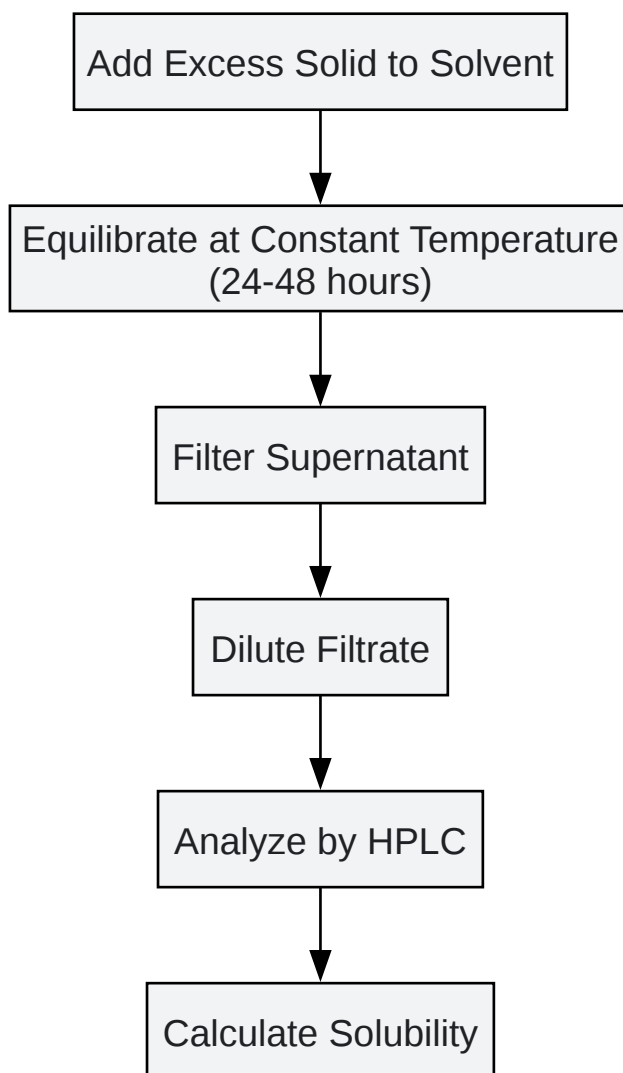 Add Excess Solid to Solvent
Equilibrate at Constant Temperature
(24-48 hours)
Filter Supernatant
Dilute Filtrate
Analyze by HPLC
Calculate Solubility